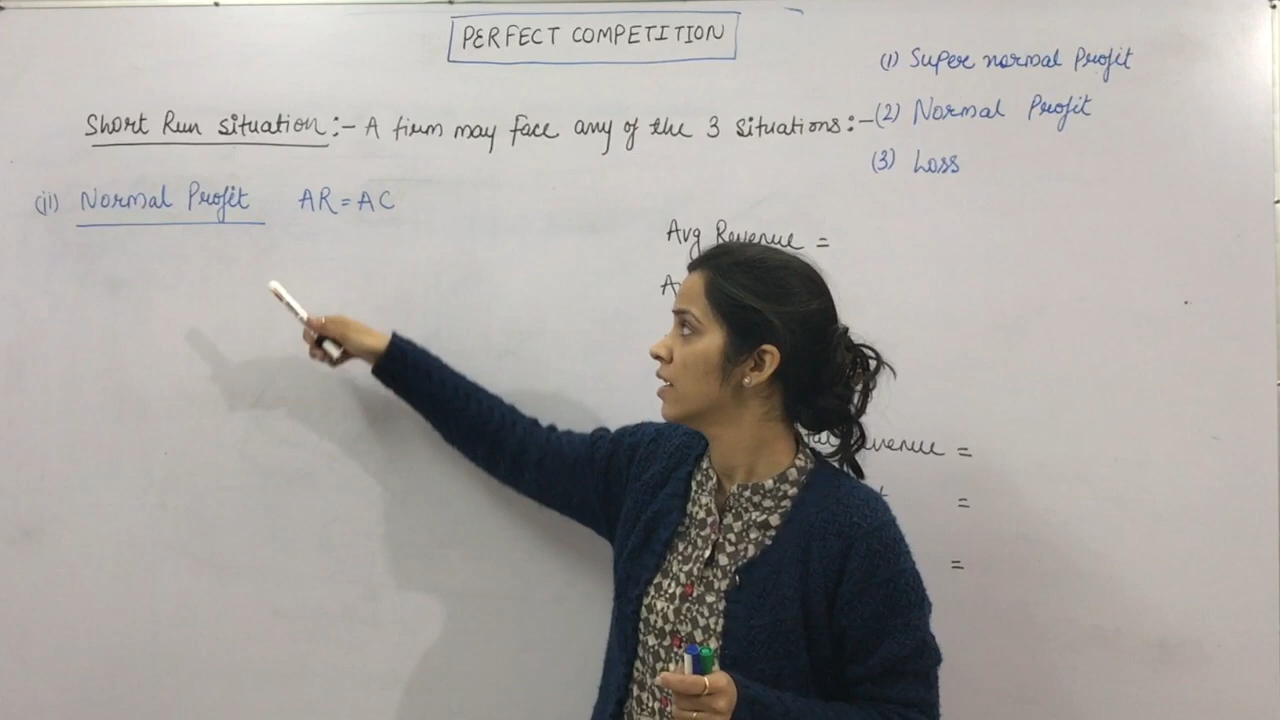 PERFECT COMPETITION
(1) Super normal Profit
Short Run situation :- A firm may face any of the 3 situations :- (2) Normal Profit
(3) Loss
(ii) Normal Profit AR = AC
Avg Revenue =
=
=
=